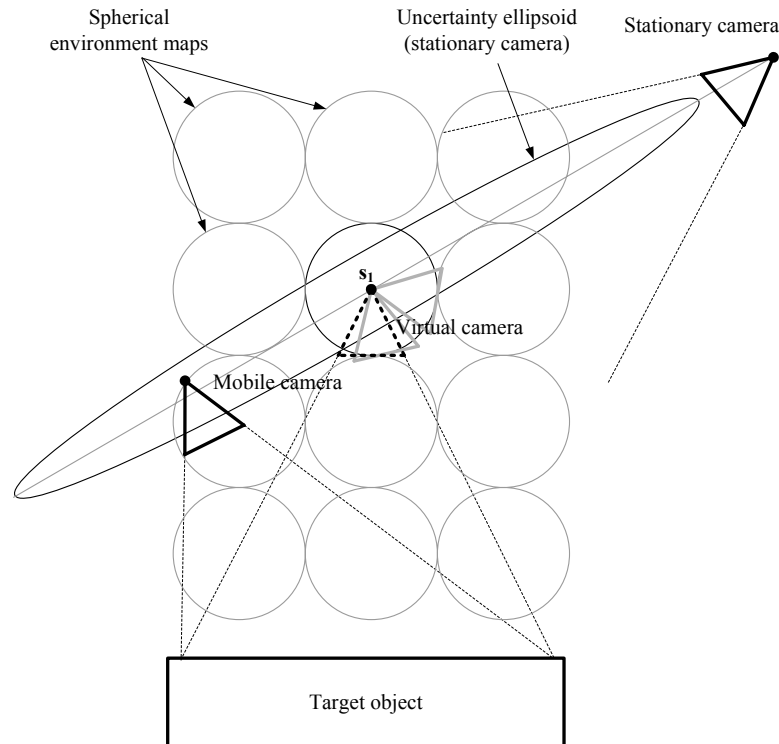 Spherical
environment maps
Uncertainty ellipsoid
(stationary camera)
Stationary camera
s1
Virtual camera
Mobile camera
Target object